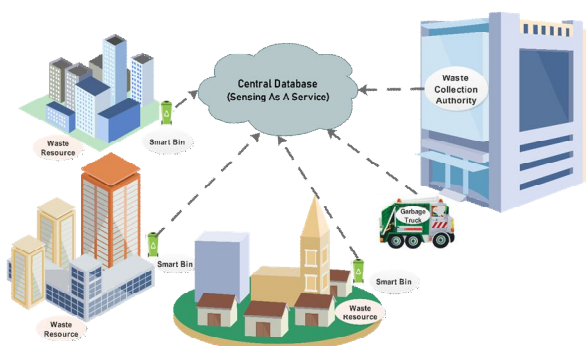 Central Database
(Sensing As A Service)
Waste
Collection
Authority
Waste
Resource
Smart Bin
Garbage
Truck
Smart Bin
Smart Bin
Waste
Resource
Waste
Resource